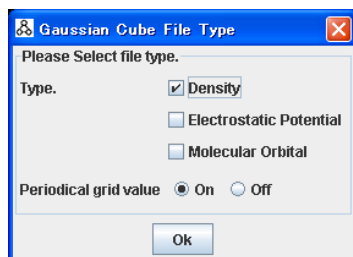 Gaussian Cube File Type
Please Select file type.
Type.
Density
Electrostatic Potential
Molecular Orbital
Periodical grid value On Off
Ok